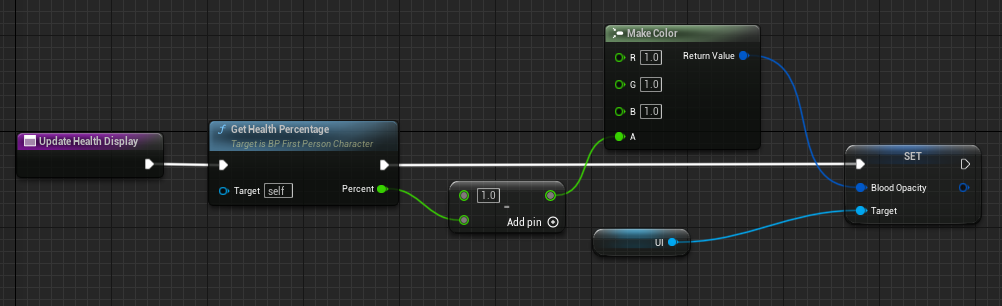 Make Color
R 1.0 Return Value
G 1.0
B 1.0
A
Update Health Display
f Get Health Percentage
Target is BP First Person Character
Target self
Percent
1.0
-
Add pin
UI
SET
Blood Opacity
Target